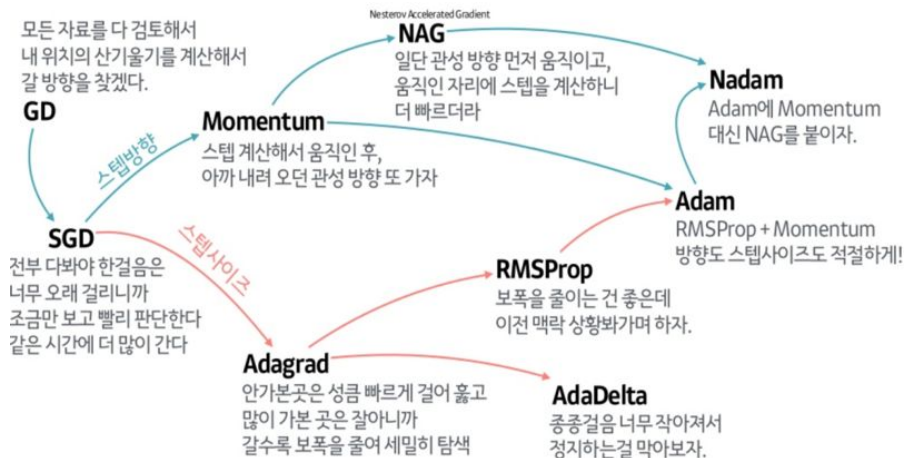 모든 자료를 다 검토해서
내 위치의 산기울기를 계산해서
갈 방향을 찾겠다.
GD
Nesterov Accelerated Gradient
NAG
일단 관성 방향 먼저 움직이고,
움직인 자리에 스텝을 계산하니
더 빠르더라
Nadam
Adam에 Momentum
대신 NAG를 붙이자.
Momentum
스텝 계산해서 움직인 후,
아까 내려 오던 관성 방향 또 가자
스텝방향
Adam
RMSProp + Momentum
방향도 스텝사이즈도 적절하게!
SGD
전부 다봐야 한걸음은
너무 오래 걸리니까
조금만 보고 빨리 판단한다
같은 시간에 더 많이 간다
스텝사이즈
RMSProp
보폭을 줄이는 건 좋은데
이전 맥락 상황봐가며 하자.
Adagrad
안가본곳은 성큼 빠르게 걸어 훓고
많이 가본 곳은 잘아니까
갈수록 보폭을 줄여 세밀히 탐색
AdaDelta
종종걸음 너무 작아져서
정지하는걸 막아보자.